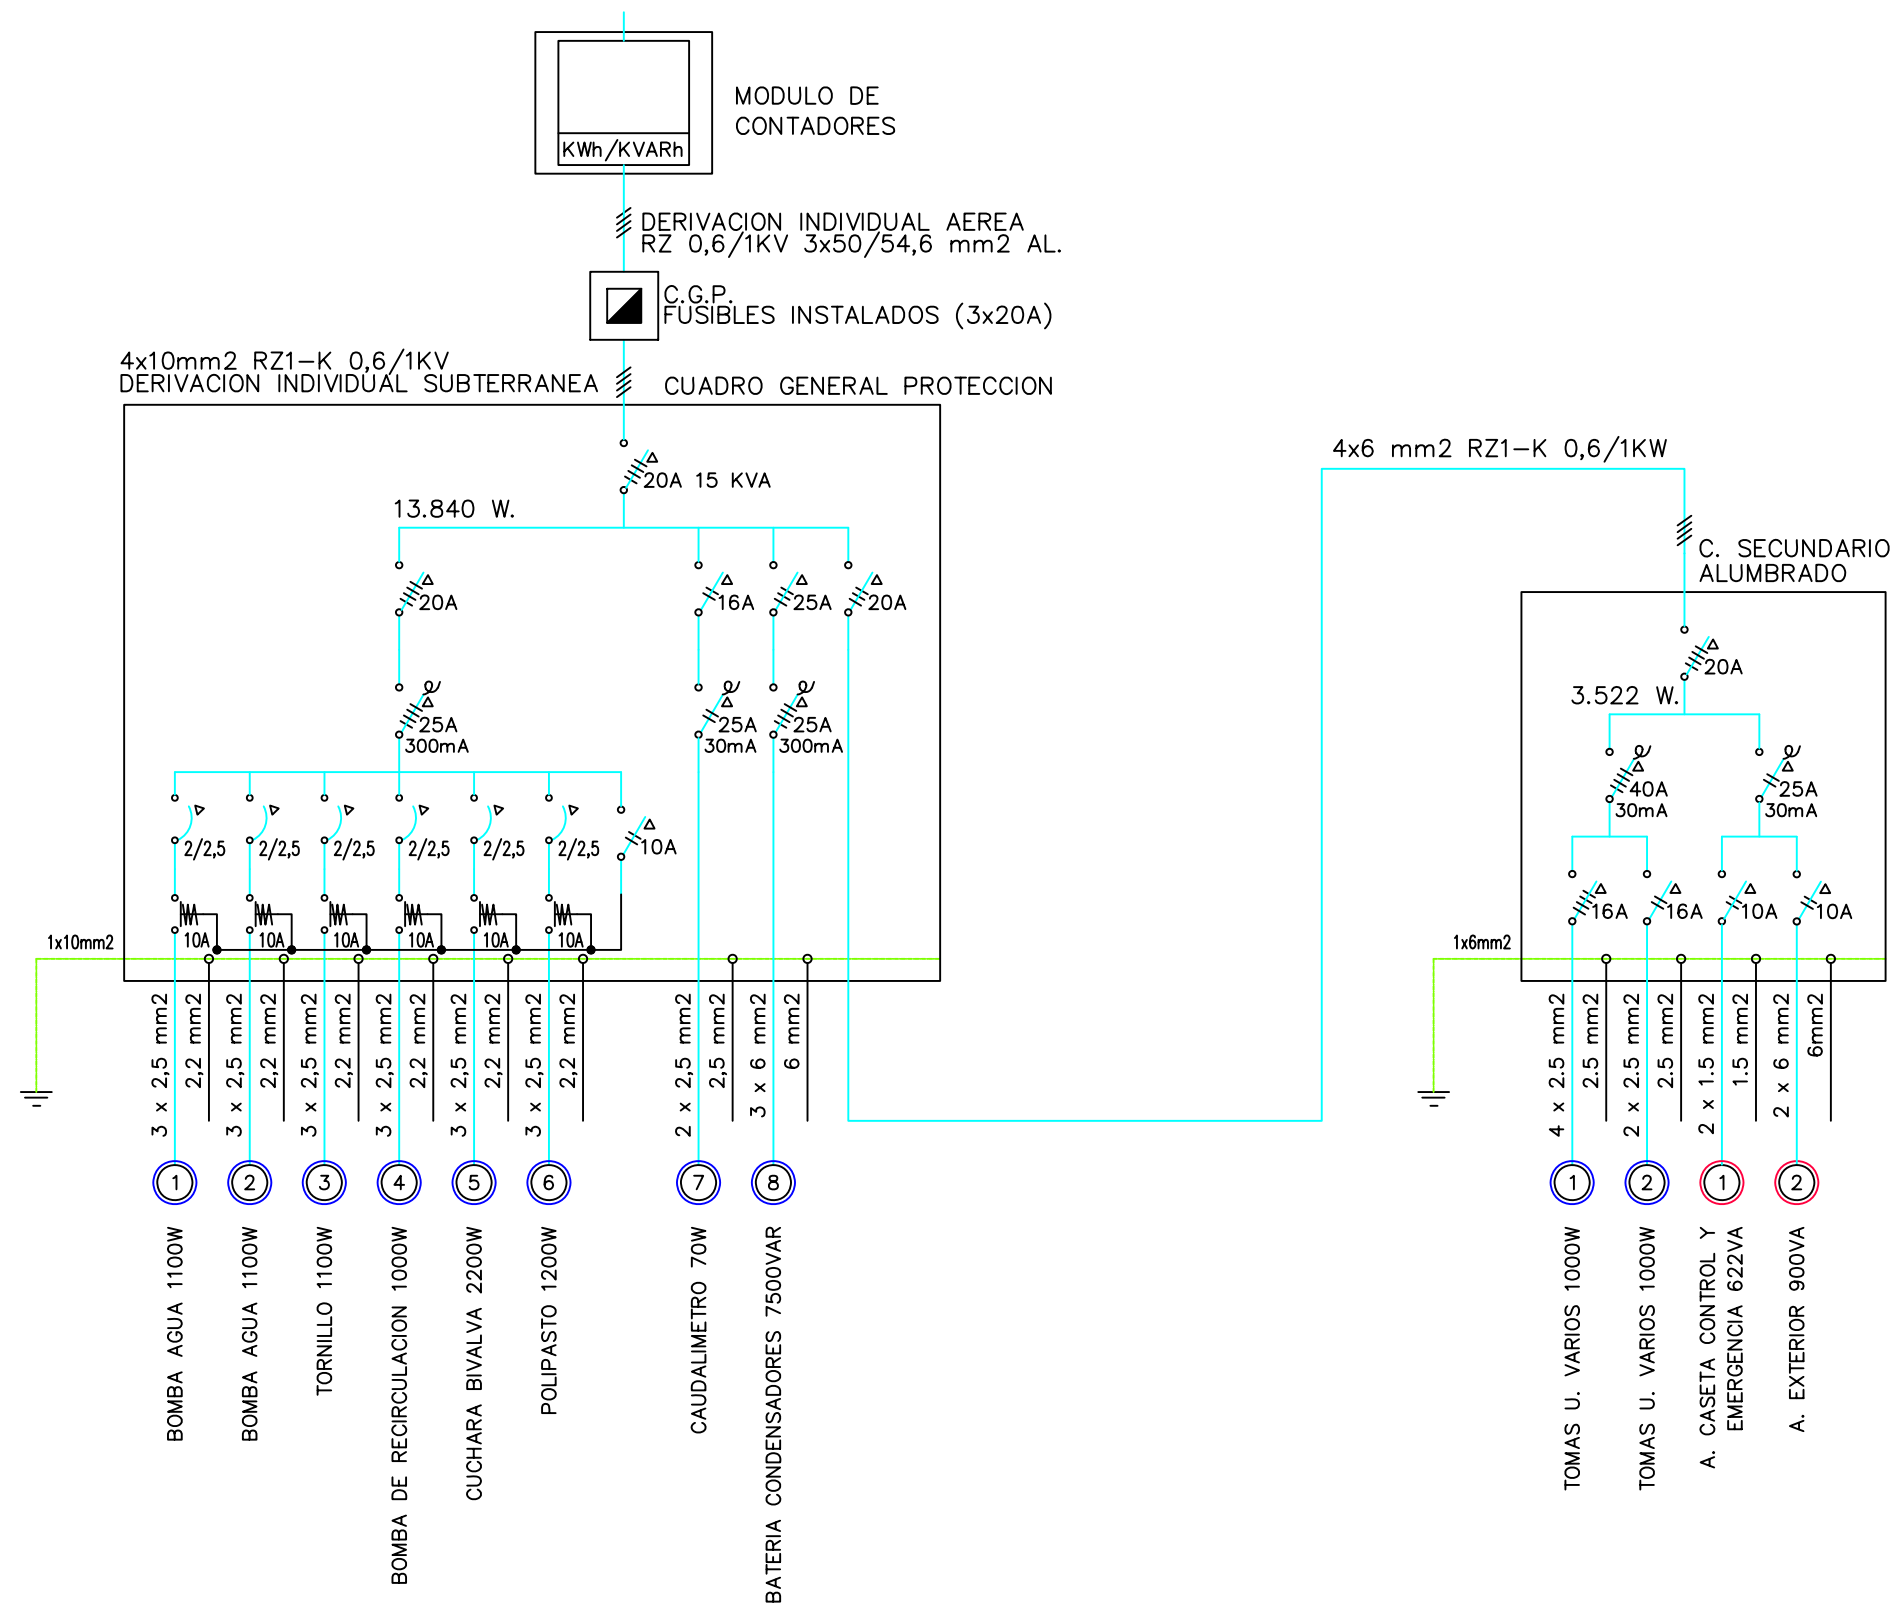 MODULO DE
CONTADORES
KWh/KVARh
DERIVACION INDIVIDUAL AEREA
RZ 0,6/1KV 3x50/54,6 mm2 AL.
C.G.P.
FUSIBLES INSTALADOS (3x20A)
4x10mm2 RZ1-K 0,6/1KV
DERIVACION INDIVIDUAL SUBTERRANEA
CUADRO GENERAL PROTECCION
20A 15 KVA
13.840 W.
20A
16A
25A
20A
25A
300mA
25A
30mA
25A
300mA
2/2,5
2/2,5
2/2,5
2/2,5
2/2,5
2/2,5
10A
10A
10A
10A
10A
10A
10A
1x10mm2
3 x 2,5 mm2
2,2 mm2
3 x 2,5 mm2
2,2 mm2
3 x 2,5 mm2
2,2 mm2
3 x 2,5 mm2
2,2 mm2
3 x 2,5 mm2
2,2 mm2
3 x 2,5 mm2
2,2 mm2
2 x 2,5 mm2
2,5 mm2
3 x 6 mm2
6 mm2
1
2
3
4
5
6
7
8
BOMBA AGUA 1100W
BOMBA AGUA 1100W
TORNILLO 1100W
BOMBA DE RECIRCULACION 1000W
CUCHARA BIVALVA 2200W
POLIPASTO 1200W
CAUDALIMETRO 70W
BATERIA CONDENSADORES 7500VAR
4x6 mm2 RZ1-K 0,6/1KW
C. SECUNDARIO
ALUMBRADO
20A
3.522 W.
40A
30mA
25A
30mA
16A
16A
10A
10A
1x6mm2
4 x 2.5 mm2
2.5 mm2
2 x 2.5 mm2
2.5 mm2
2 x 1.5 mm2
1.5 mm2
2 x 6 mm2
6mm2
1
2
1
2
TOMAS U. VARIOS 1000W
TOMAS U. VARIOS 1000W
A. CASETA CONTROL Y
EMERGENCIA 622VA
A. EXTERIOR 900VA